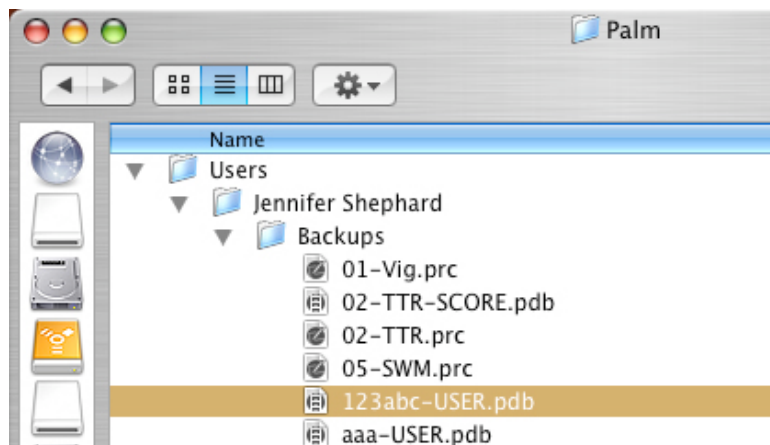 Palm
Name
Users
Jennifer Shephard
Backups
01-Vig.prc
02-TTR-SCORE.pdb
02-TTR.prc
05-SWM.prc
123abc-USER.pdb
aaa-USER.pdb